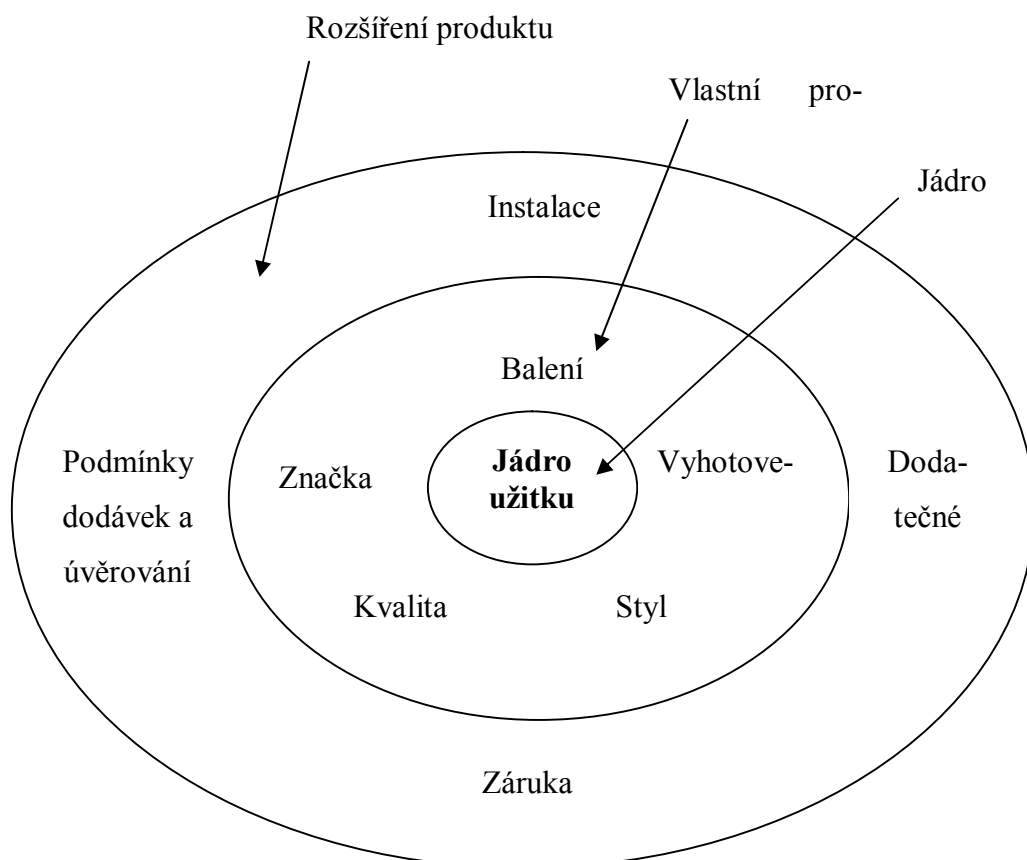 Rozšíření produktu
Vlastní pro-
Jádro
Instalace
Balení
Podmínky
dodávek a
úvěrování
Značka
Jádro
užitku
Vyhotove-
Doda-
tečné
Kvalita
Styl
Záruka